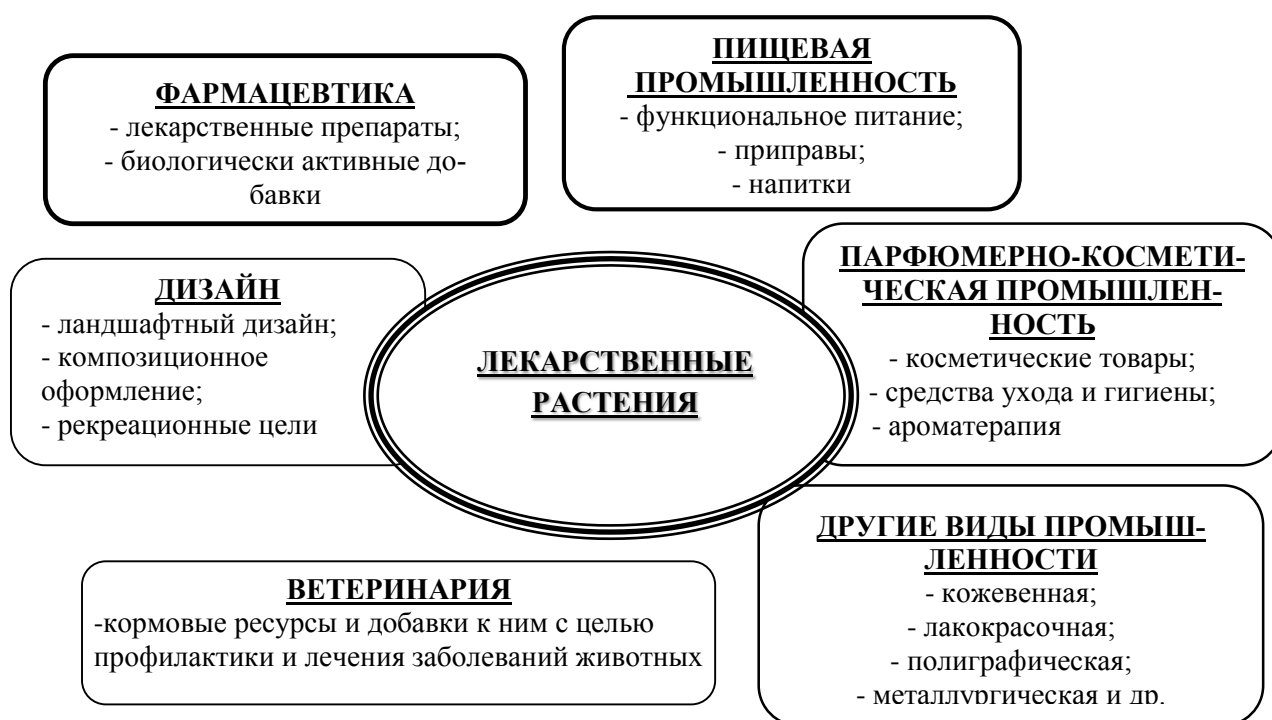 ФАРМАЦЕВТИКА
- лекарственные препараты;
- биологически активные до-
бавки
ПИЩЕВАЯ
ПРОМЫШЛЕННОСТЬ
- функциональное питание;
- приправы;
- напитки
ДИЗАЙН
- ландшафтный дизайн;
- композиционное
оформление;
- рекреационные цели
ЛЕКАРСТВЕННЫЕ
РАСТЕНИЯ
ПАРФЮМЕРНО-КОСМЕТИ-
ЧЕСКАЯ ПРОМЫШЛЕН-
НОСТЬ
- косметические товары;
- средства ухода и гигиены;
- ароматерапия
ВЕТЕРИНАРИЯ
-кормовые ресурсы и добавки к ним с целью
профилактики и лечения заболеваний животных
ДРУГИЕ ВИДЫ ПРОМЫШ-
ЛЕННОСТИ
- кожевенная;
- лакокрасочная;
- полиграфическая;
- металлургическая и др.